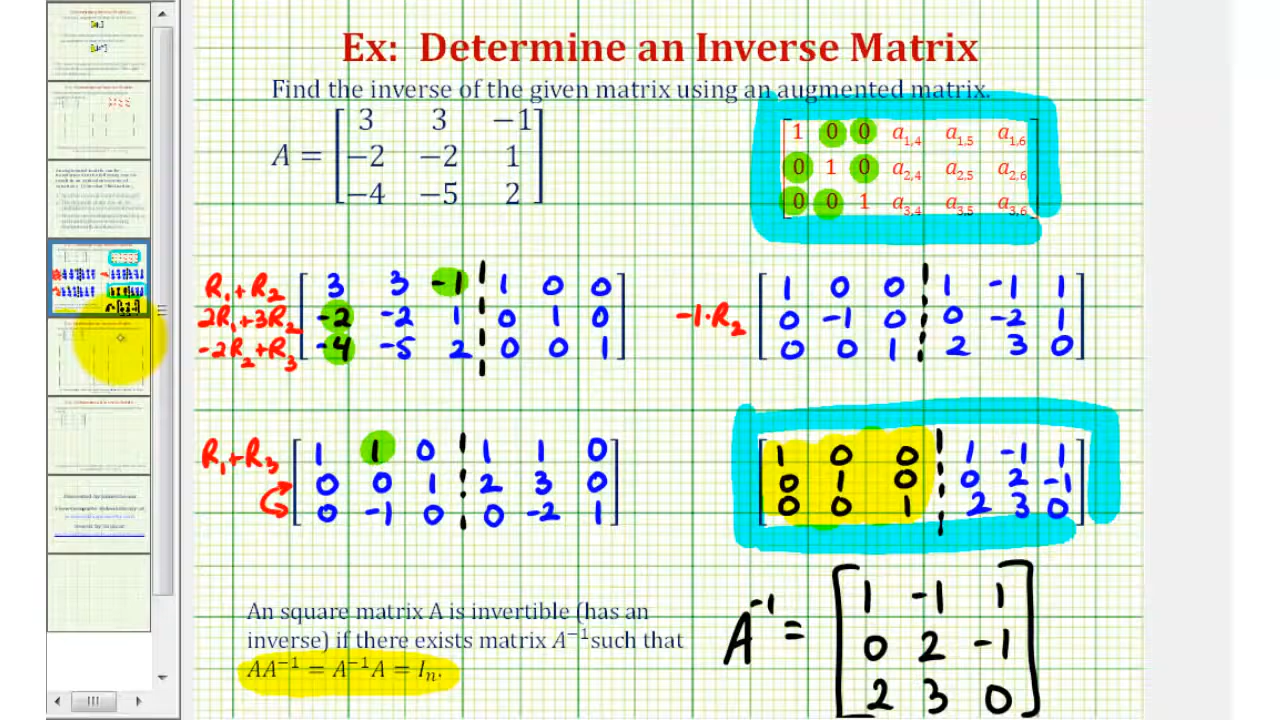 Ex: Determine an Inverse Matrix
Find the inverse of the given matrix using an augmented matrix.
A = [ 3 3 −1
−2 −2 1
−4 −5 2 ]
[ 1 0 0 a1,4 a1,5 a1,6
0 1 0 a2,4 a2,5 a2,6
0 0 1 a3,4 a3,5 a3,6 ]
R1+R2 [ 3 3 -1 ¦ 1 0 0
2R1+3R2 -2 -2 1 ¦ 0 1 0
-2R2+R3 -4 -5 2 ¦ 0 0 1 ]
[ 1 0 0 ¦ 1 -1 1
-1·R2 0 -1 0 ¦ 0 -2 1
0 0 1 ¦ 2 3 0 ]
R1+R3 [ 1 1 0 ¦ 1 1 0
0 0 1 ¦ 2 3 0
0 -1 0 ¦ 0 -2 1 ]
[ 1 0 0 ¦ 1 -1 1
0 1 0 ¦ 0 2 -1
0 0 1 ¦ 2 3 0 ]
An square matrix A is invertible (has an
inverse) if there exists matrix A⁻¹ such that
AA⁻¹ = A⁻¹A = Iₙ.
A⁻¹ = [ 1 -1 1
0 2 -1
2 3 0 ]